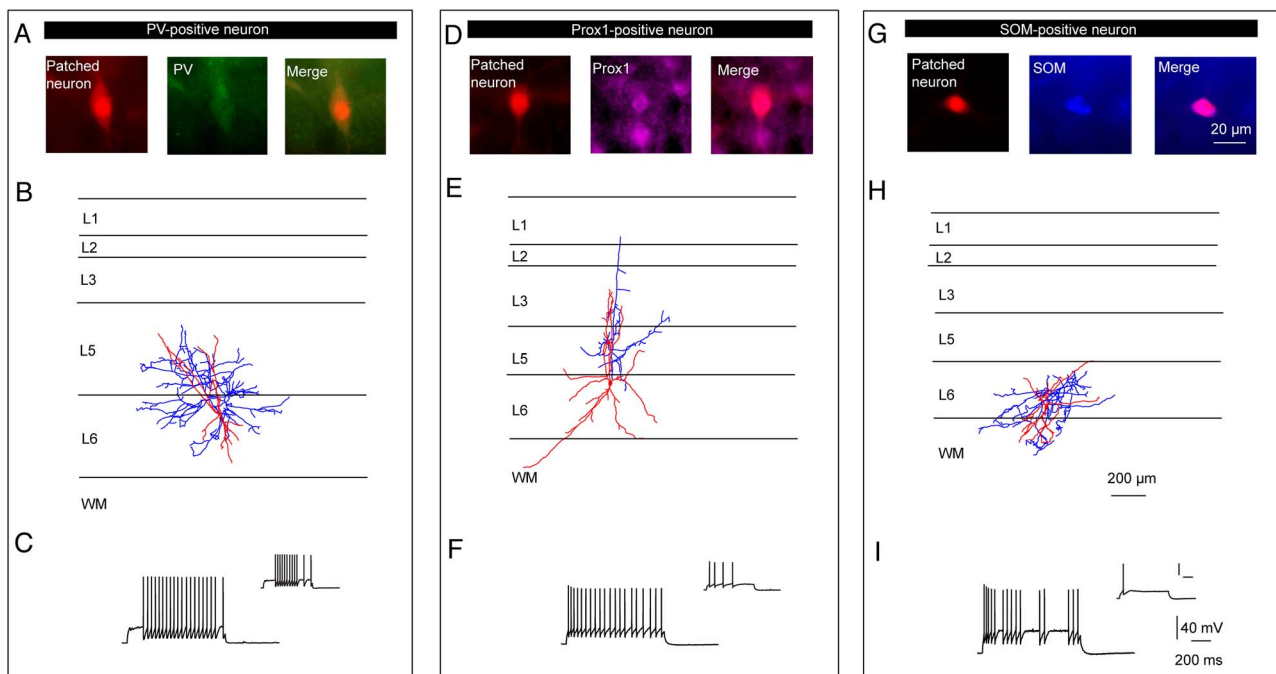 A
PV-positive neuron
Patched
neuron
PV
Merge
B
L1
L2
L3
L5
L6
WM
C
D
Prox1-positive neuron
Patched
neuron
Prox1
Merge
E
L1
L2
L3
L5
L6
WM
F
G
SOM-positive neuron
Patched
neuron
SOM
Merge
20 µm
H
L1
L2
L3
L5
L6
WM
200 µm
I
40 mV
200 ms